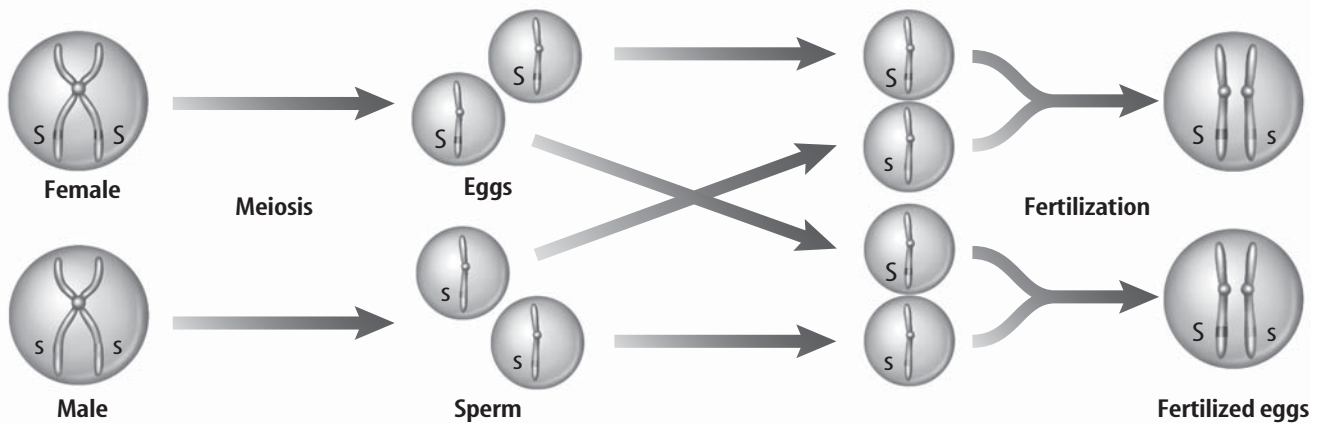 S
S
Female
Meiosis
S
S
Eggs
S
s
S
s
Fertilization
S s
s s
Male
s
s
Sperm
S s
Fertilized eggs